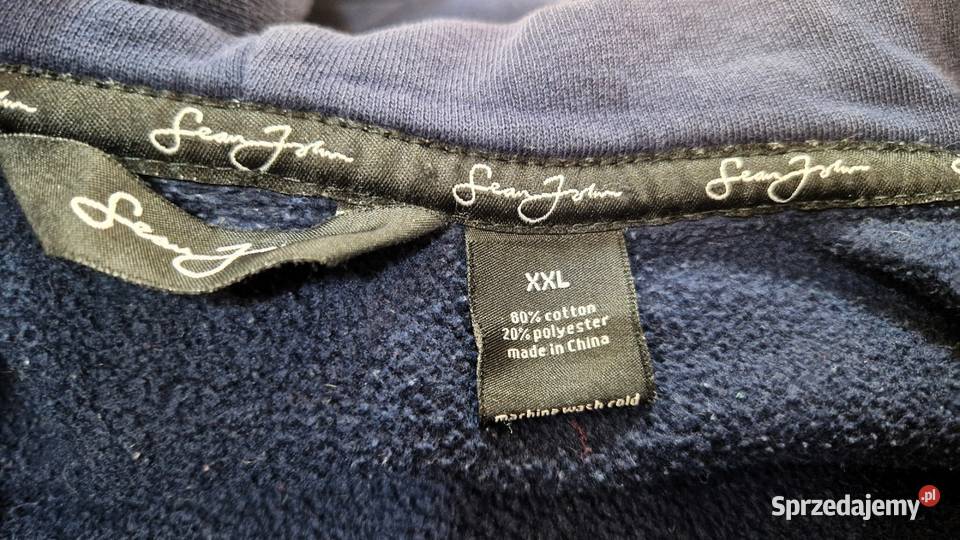 Sean John
Sean John
Sean John
Sean J
XXL
80% cotton
20% polyester
made in China
machine wash cold
Sprzedajemy.pl